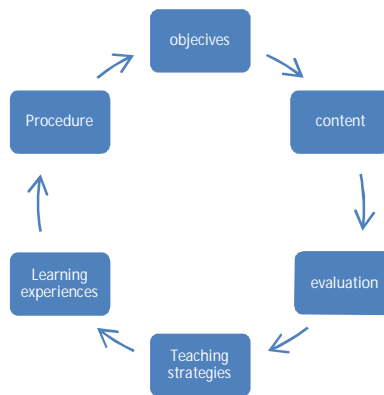 objecives
content
evaluation
Teaching
strategies
Learning
experiences
Procedure